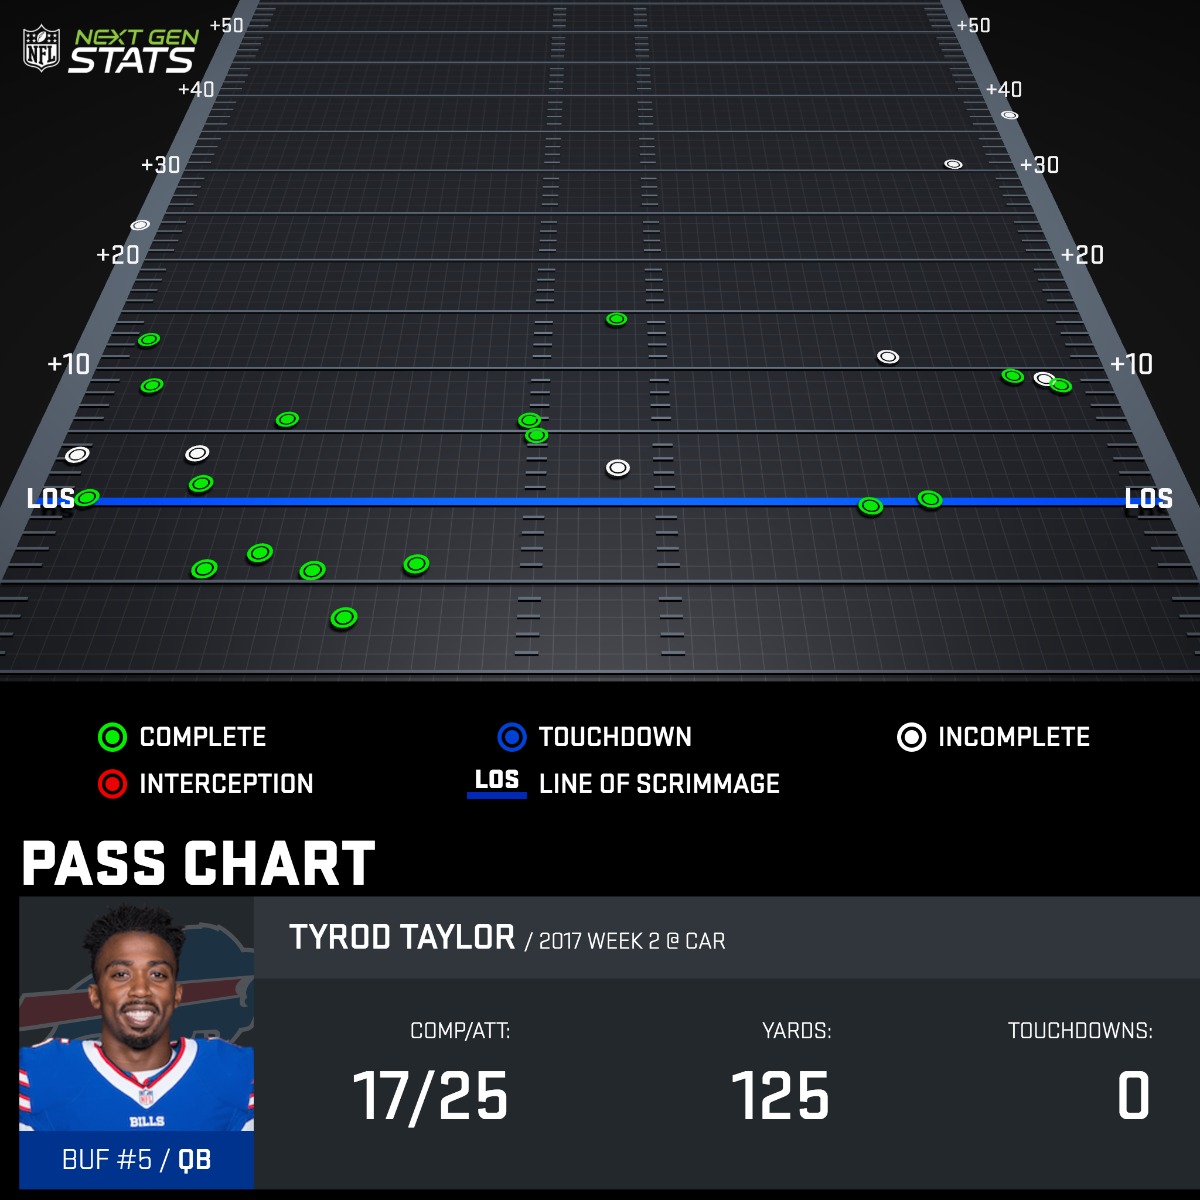 NFL NEXT GEN
STATS
+50 +50
+40 +40
+30 +30
+20 +20
+10 +10
LOS LOS
COMPLETE TOUCHDOWN INCOMPLETE
INTERCEPTION LOS LINE OF SCRIMMAGE
PASS CHART
TYROD TAYLOR / 2017 WEEK 2 @ CAR
COMP/ATT: YARDS: TOUCHDOWNS:
17/25 125 0
BILLS
BUF #5 / QB